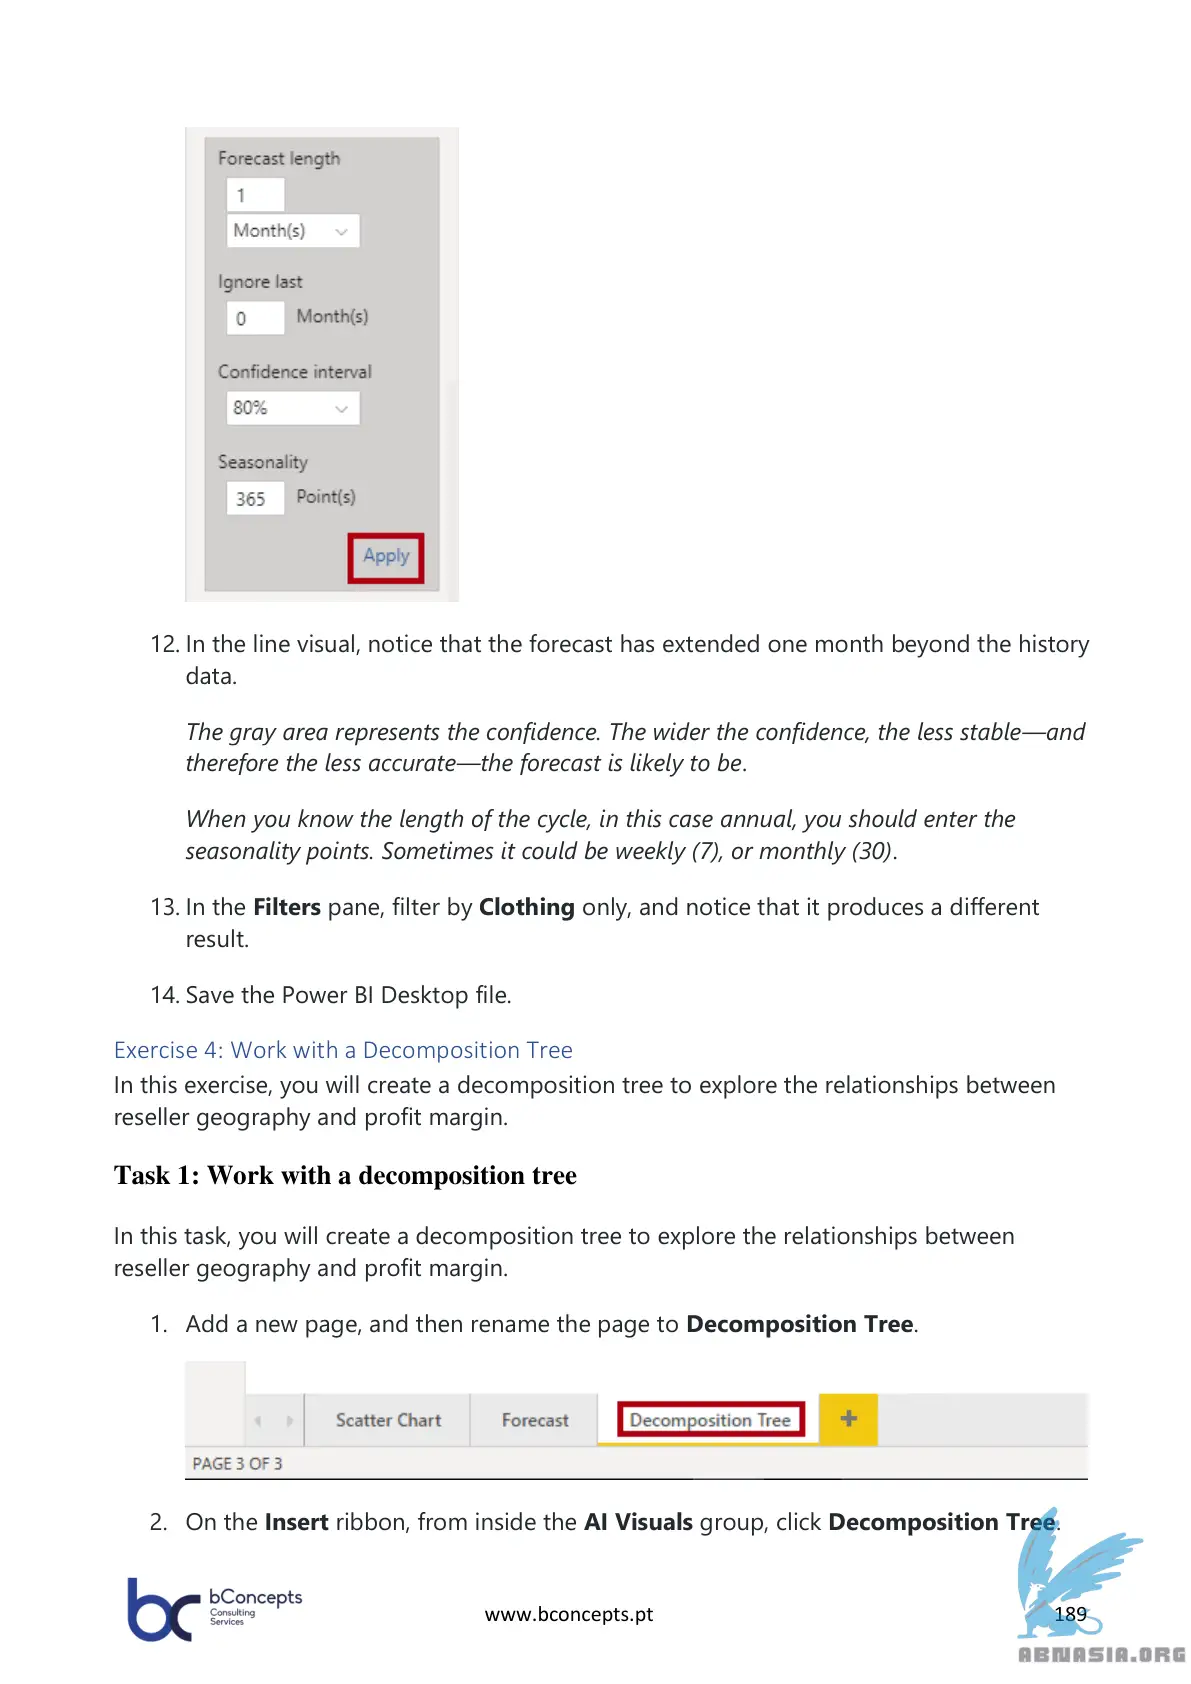 Forecast length
1
Month(s)
Ignore last
0 Month(s)
Confidence interval
80%
Seasonality
365 Point(s)
Apply
12. In the line visual, notice that the forecast has extended one month beyond the history
data.
The gray area represents the confidence. The wider the confidence, the less stable—and
therefore the less accurate—the forecast is likely to be.
When you know the length of the cycle, in this case annual, you should enter the
seasonality points. Sometimes it could be weekly (7), or monthly (30).
13. In the Filters pane, filter by Clothing only, and notice that it produces a different
result.
14. Save the Power BI Desktop file.
Exercise 4: Work with a Decomposition Tree
In this exercise, you will create a decomposition tree to explore the relationships between
reseller geography and profit margin.
Task 1: Work with a decomposition tree
In this task, you will create a decomposition tree to explore the relationships between
reseller geography and profit margin.
1. Add a new page, and then rename the page to Decomposition Tree.
Scatter Chart Forecast Decomposition Tree +
PAGE 3 OF 3
2. On the Insert ribbon, from inside the AI Visuals group, click Decomposition Tree.
bc bConcepts
Consulting
Services
www.bconcepts.pt
189
ABNASIA.ORG